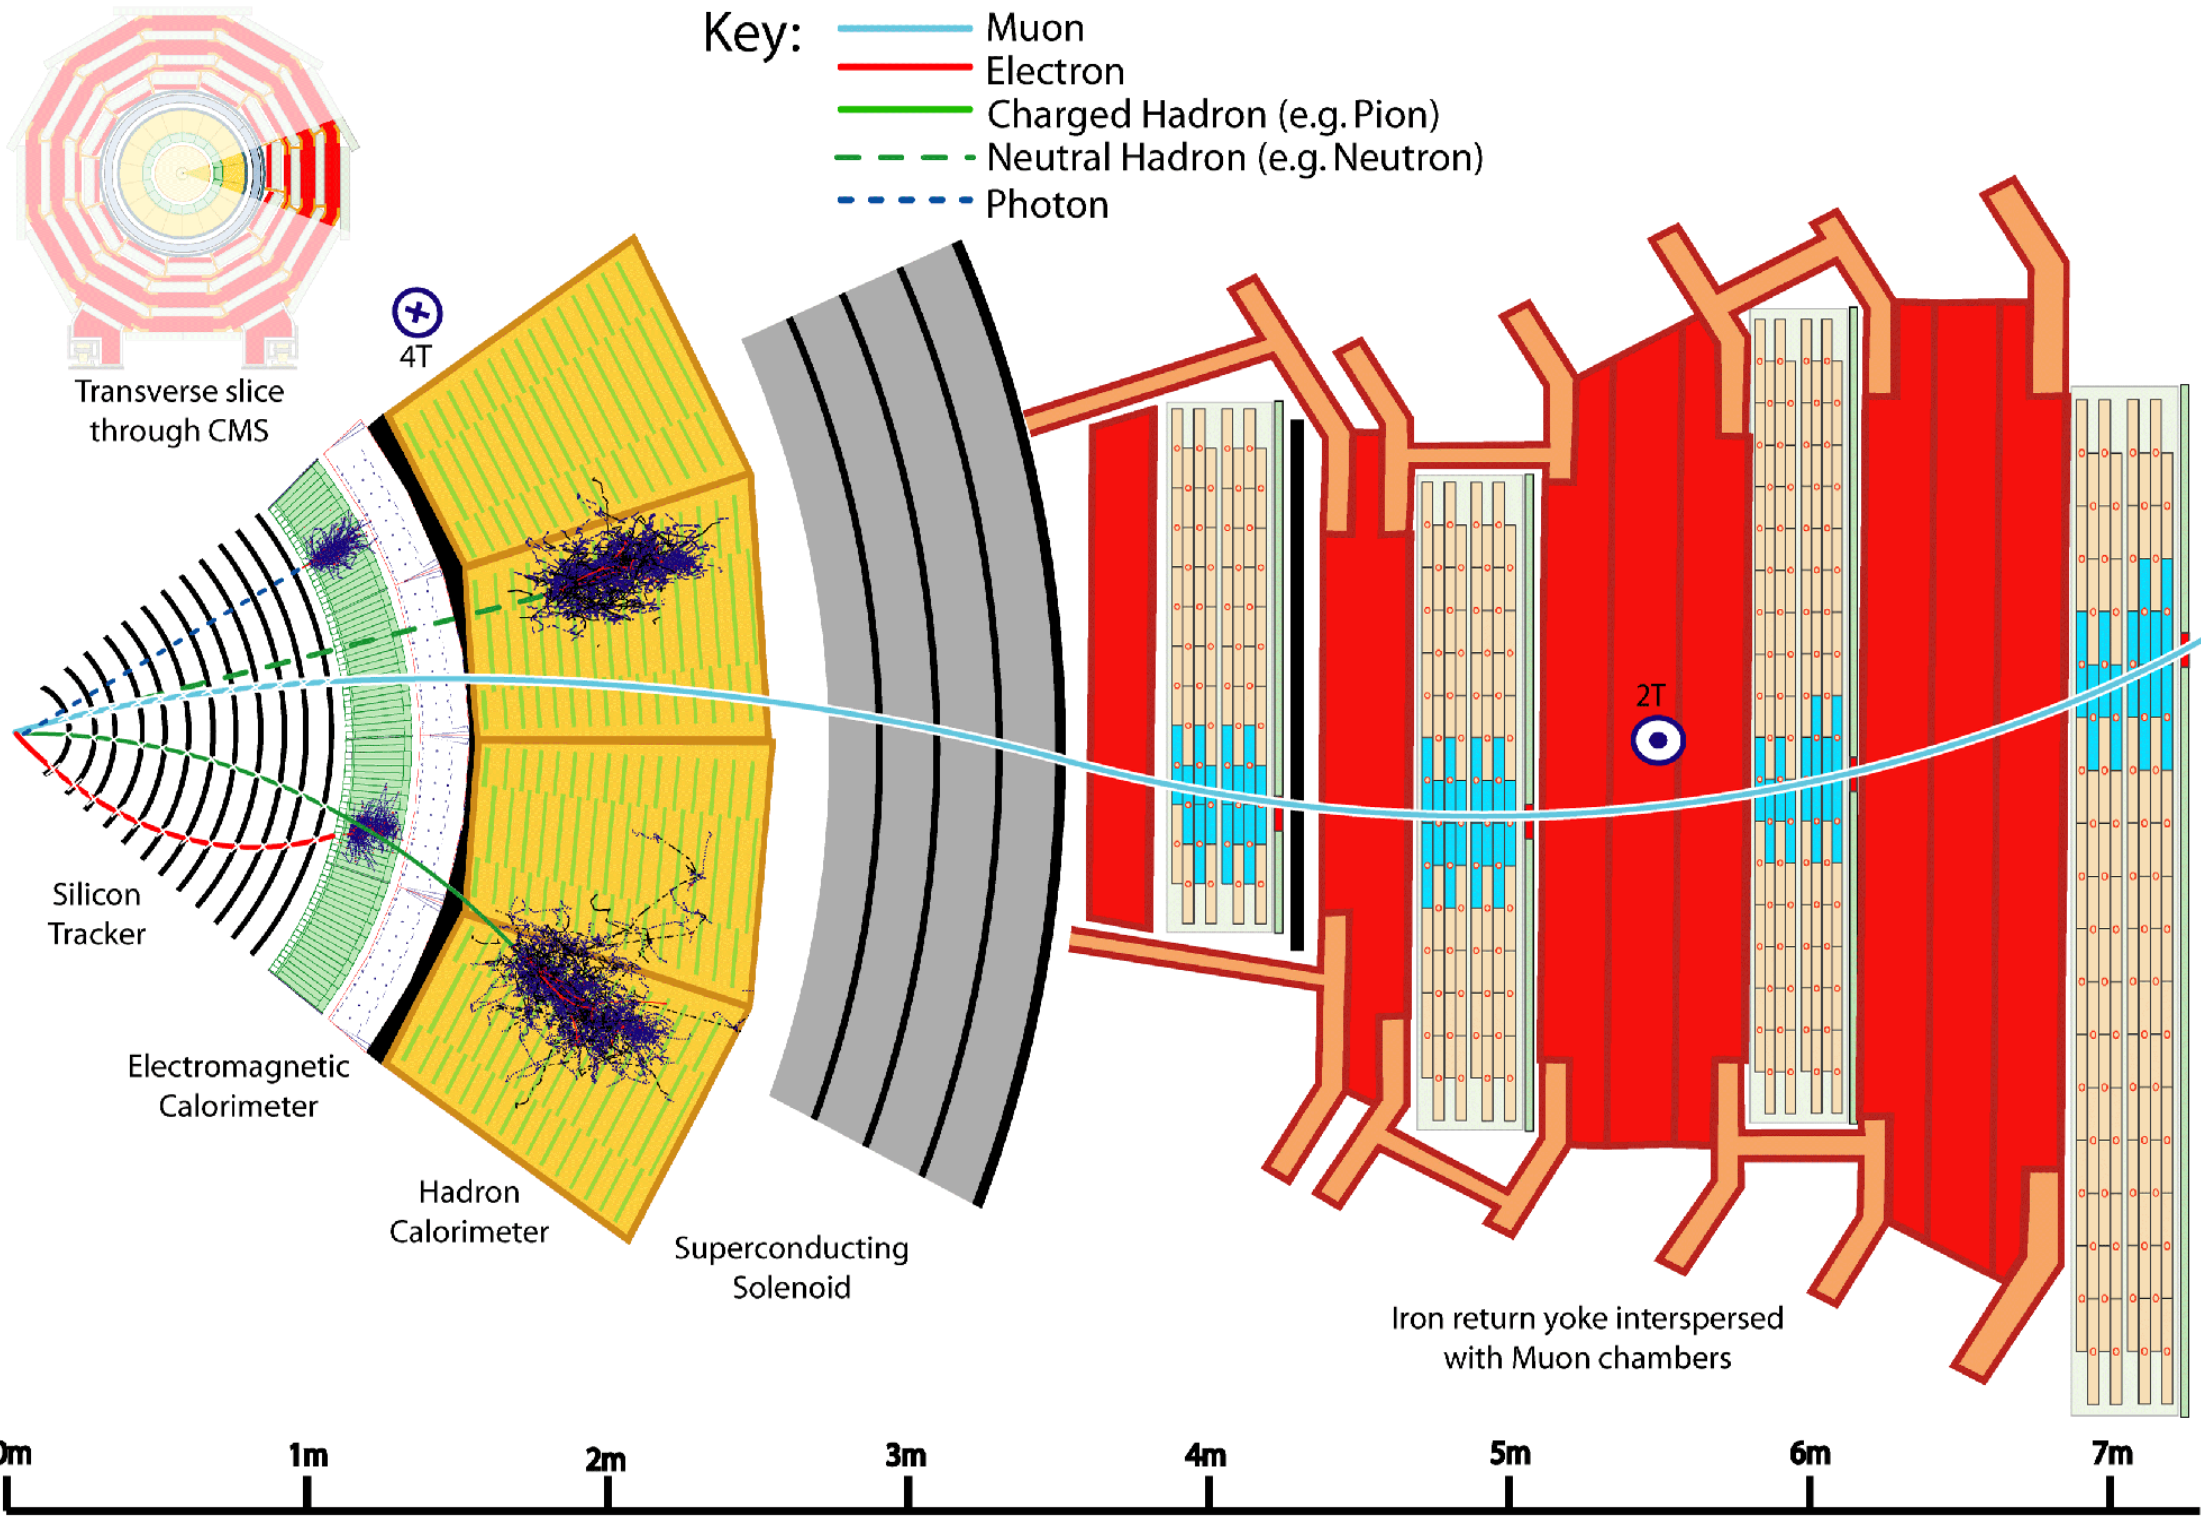 Key:
Muon
Electron
Charged Hadron (e.g. Pion)
Neutral Hadron (e.g. Neutron)
Photon
Transverse slice
through CMS
4T
2T
Silicon
Tracker
Electromagnetic
Calorimeter
Hadron
Calorimeter
Superconducting
Solenoid
Iron return yoke interspersed
with Muon chambers
0m 1m 2m 3m 4m 5m 6m 7m